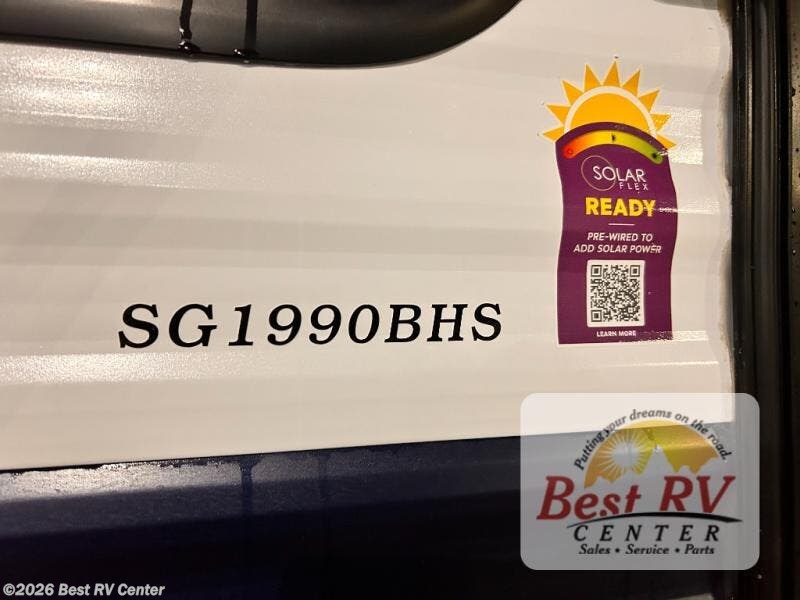 SOLAR
FLEX
READY
PRE-WIRED TO
ADD SOLAR POWER
LEARN MORE
SG1990BHS
Putting your dreams on the road.
Best RV
CENTER
Sales • Service • Parts
©2026 Best RV Center